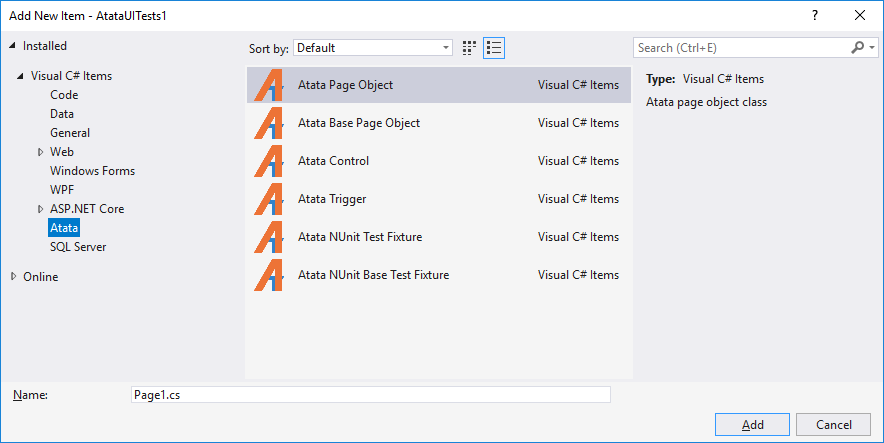 Add New Item - AtataUITests1
Installed
Visual C# Items
Code
Data
General
Web
Windows Forms
WPF
ASP.NET Core
Atata
SQL Server
Online
Sort by: Default
Atata Page Object Visual C# Items
Atata Base Page Object Visual C# Items
Atata Control Visual C# Items
Atata Trigger Visual C# Items
Atata NUnit Test Fixture Visual C# Items
Atata NUnit Base Test Fixture Visual C# Items
Search (Ctrl+E)
Type: Visual C# Items
Atata page object class
Name: Page1.cs
Add Cancel